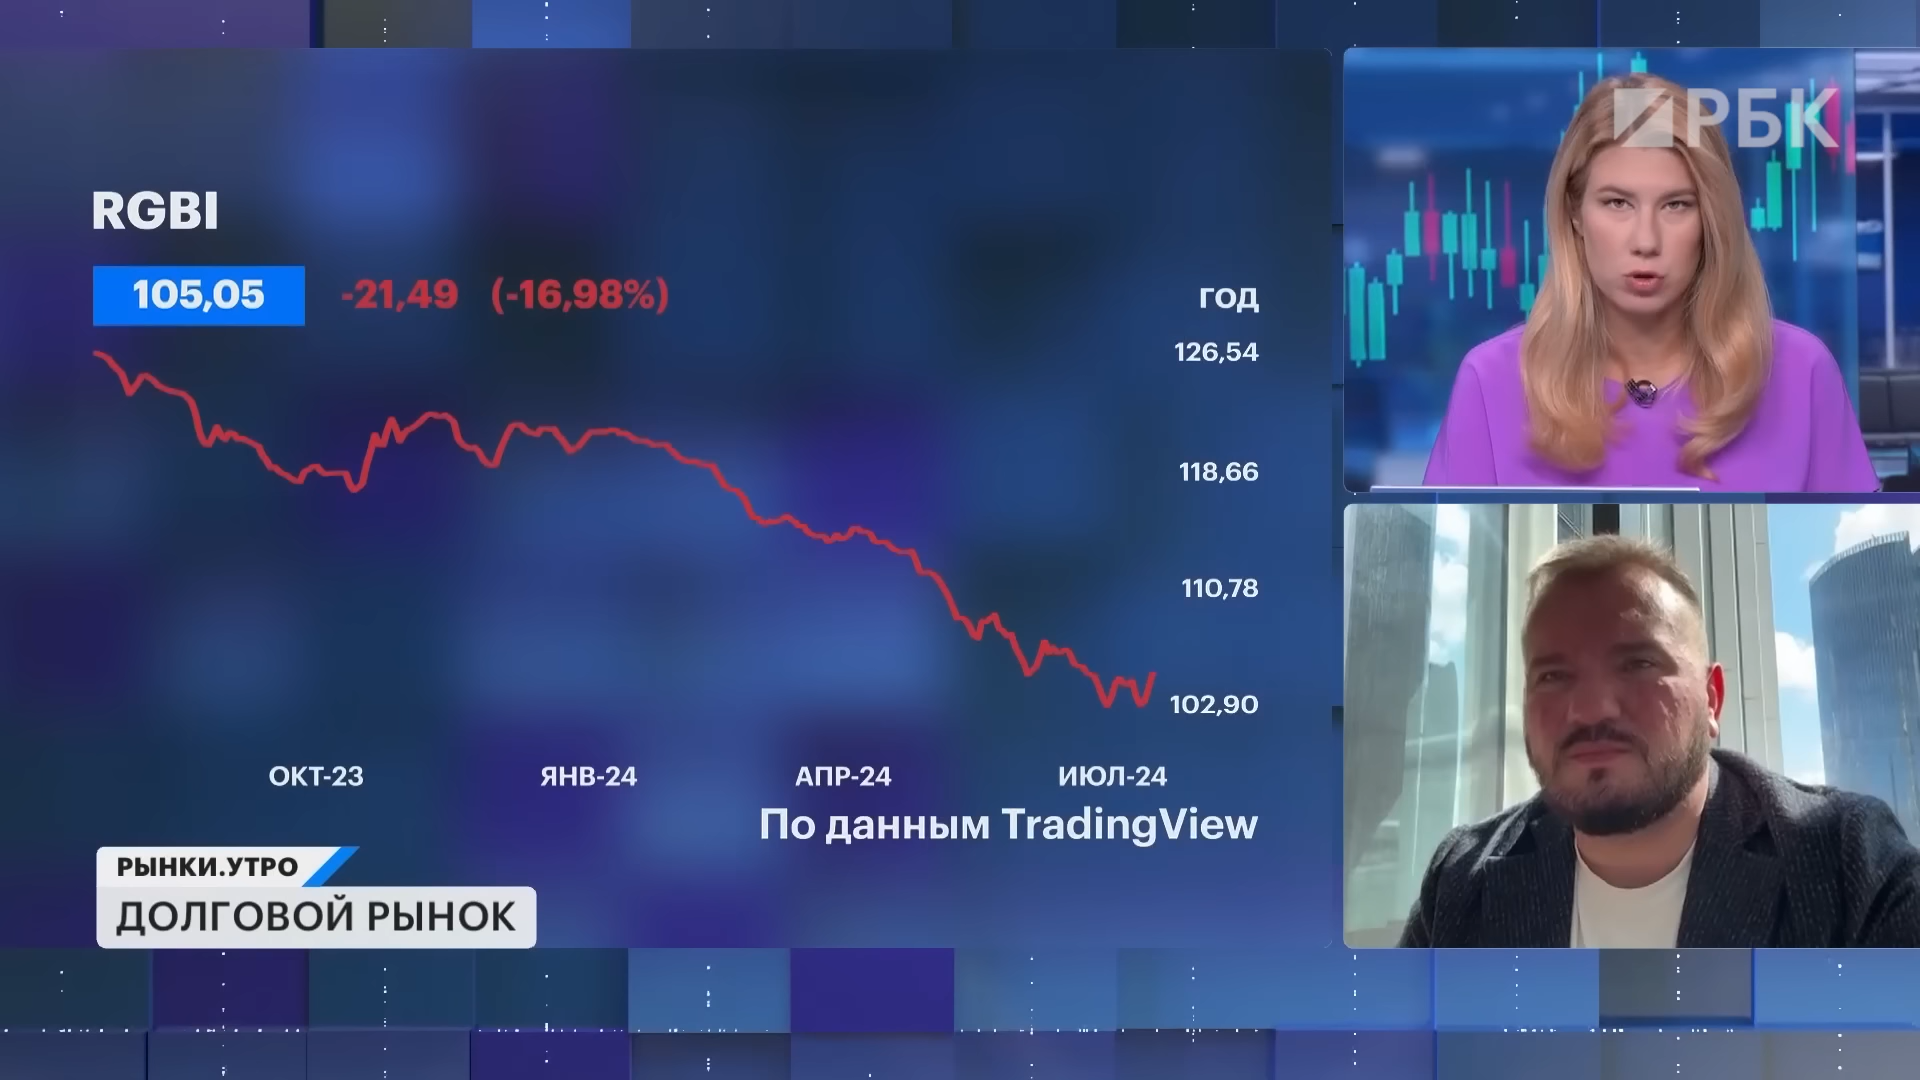 RGBI
105,05 -21,49 (-16,98%)
ГОД
126,54
118,66
110,78
102,90
ОКТ-23 ЯНВ-24 АПР-24 ИЮЛ-24
По данным TradingView
РЫНКИ.УТРО
ДОЛГОВОЙ РЫНОК
РБК